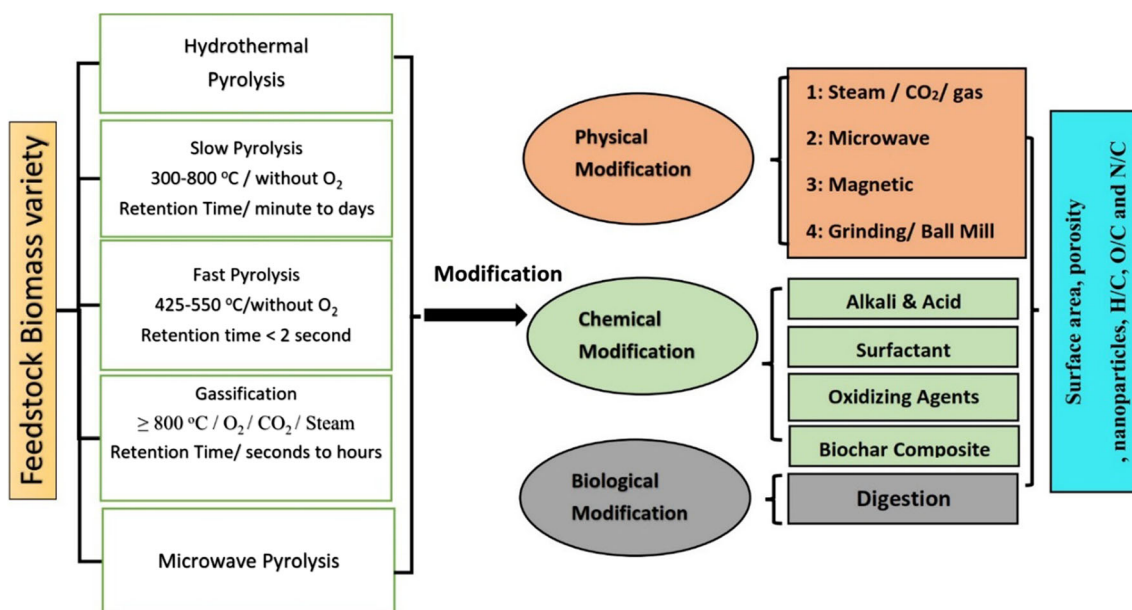 Feedstock Biomass variety
Hydrothermal
Pyrolysis
Slow Pyrolysis
300-800 ᵒC / without O₂
Retention Time/ minute to days
Fast Pyrolysis
425-550 ᵒC/without O₂
Retention time < 2 second
Gassification
≥ 800 ᵒC / O₂ / CO₂ / Steam
Retention Time/ seconds to hours
Microwave Pyrolysis
Modification
Physical
Modification
1: Steam / CO₂/ gas
2: Microwave
3: Magnetic
4: Grinding/ Ball Mill
Chemical
Modification
Alkali & Acid
Surfactant
Oxidizing Agents
Biochar Composite
Biological
Modification
Digestion
Surface area, porosity
, nanoparticles, H/C, O/C and N/C